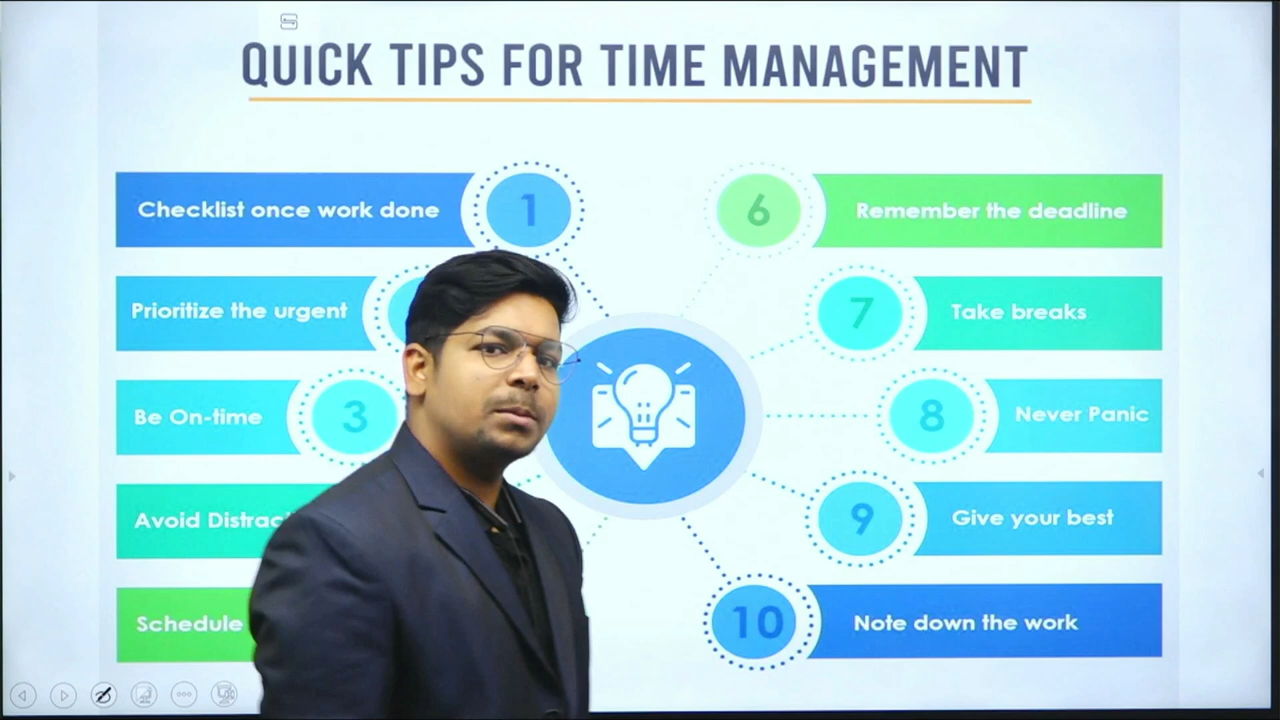 QUICK TIPS FOR TIME MANAGEMENT
Checklist once work done
1
Prioritize the urgent
Be On-time
3
Avoid
Schedule
6
Remember the deadline
7
Take breaks
8
Never Panic
9
Give your best
10
Note down the work